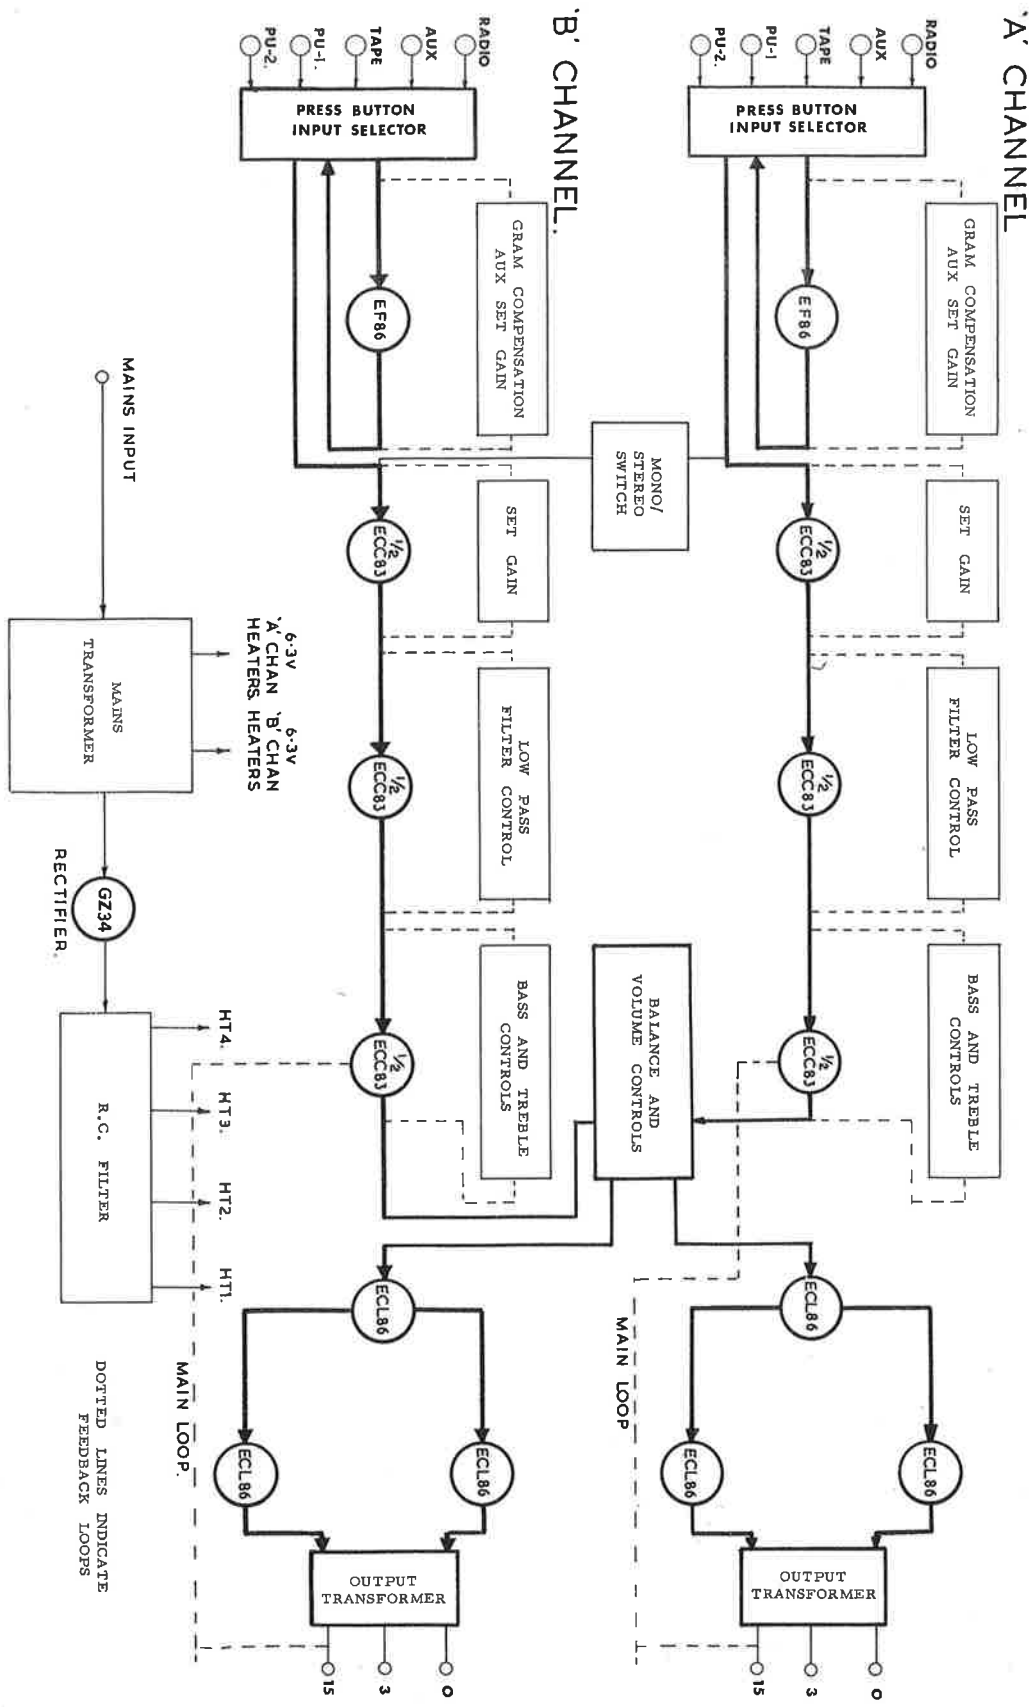 'A' CHANNEL
RADIO
AUX
TAPE
PU-1
PU-2.
PRESS BUTTON
INPUT SELECTOR
GRAM COMPENSATION
AUX SET GAIN
EF86
SET GAIN
1/2
ECC83
LOW PASS
FILTER CONTROL
1/2
ECC83
BASS AND TREBLE
CONTROLS
1/2
ECC83
MONO/
STEREO
SWITCH
BALANCE AND
VOLUME CONTROLS
ECL86
ECL86
ECL86
MAIN LOOP
OUTPUT
TRANSFORMER
0
3
15
'B' CHANNEL.
RADIO
AUX
TAPE
PU-1.
PU-2.
PRESS BUTTON
INPUT SELECTOR
GRAM COMPENSATION
AUX SET GAIN
EF86
SET GAIN
1/2
ECC83
LOW PASS
FILTER CONTROL
1/2
ECC83
BASS AND TREBLE
CONTROLS
1/2
ECC83
ECL86
ECL86
ECL86
MAIN LOOP.
OUTPUT
TRANSFORMER
0
3
15
MAINS INPUT
MAINS
TRANSFORMER
6·3V 6·3V
'A' CHAN 'B' CHAN
HEATERS HEATERS
RECTIFIER.
GZ34
R.C. FILTER
HT4.
HT3.
HT2.
HT1.
DOTTED LINES INDICATE
FEEDBACK LOOPS